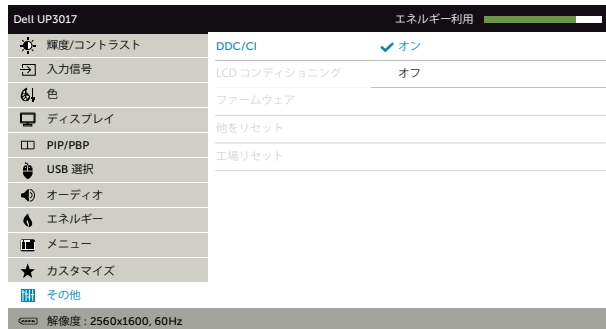 Dell UP3017 エネルギー利用
輝度/コントラスト DDC/CI オン
入力信号 LCD コンディショニング オフ
色 ファームウェア
ディスプレイ 他をリセット
PIP/PBP 工場リセット
USB 選択
オーディオ
エネルギー
メニュー
カスタマイズ
その他
解像度 : 2560x1600, 60Hz